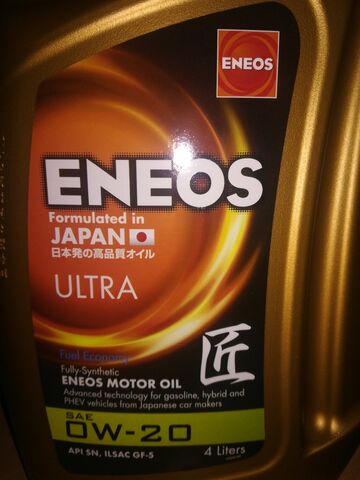 ENEOS
ENEOS
Formulated in
JAPAN
日本発の高品質オイル
ULTRA
匠
Fuel Economy
Fully-Synthetic
ENEOS MOTOR OIL
Advanced technology for gasoline, hybrid and
PHEV vehicles from Japanese car makers
SAE
0W-20
API SN, ILSAC GF-5
4 Liters